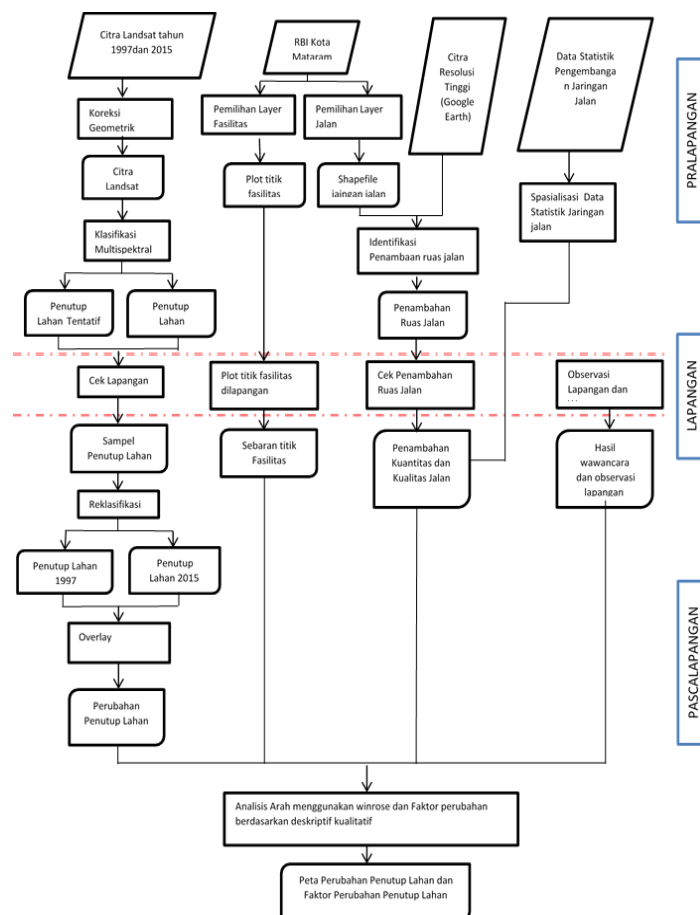 Citra Landsat tahun
1997dan 2015
RBI Kota
Mataram
Citra
Resolusi
Tinggi
(Google
Earth)
Data Statistik
Pengembanga
n Jaringan
Jalan
PRALAPANGAN
Koreksi
Geometrik
Pemilihan Layer
Fasilitas
Pemilihan Layer
Jalan
Citra
Landsat
Plot titik
fasilitas
Shapefile
jaringan jalan
Spasialisasi Data
Statistik Jaringan
jalan
Klasifikasi
Multispektral
Identifikasi
Penambaan ruas jalan
Penutup
Lahan Tentatif
Penutup
Lahan
Penambahan
Ruas Jalan
LAPANGAN
Cek Lapangan
Plot titik fasilitas
dilapangan
Cek Penambahan
Ruas Jalan
Observasi
Lapangan dan
Sampel
Penutup Lahan
Sebaran titik
Fasilitas
Penambahan
Kuantitas dan
Kualitas Jalan
Hasil
wawancara
dan observasi
lapangan
Reklasifikasi
Penutup Lahan
1997
Penutup
Lahan 2015
PASCALAPANGAN
Overlay
Perubahan
Penutup Lahan
Analisis Arah menggunakan winrose dan Faktor perubahan
berdasarkan deskriptif kualitatif
Peta Perubahan Penutup Lahan dan
Faktor Perubahan Penutup Lahan